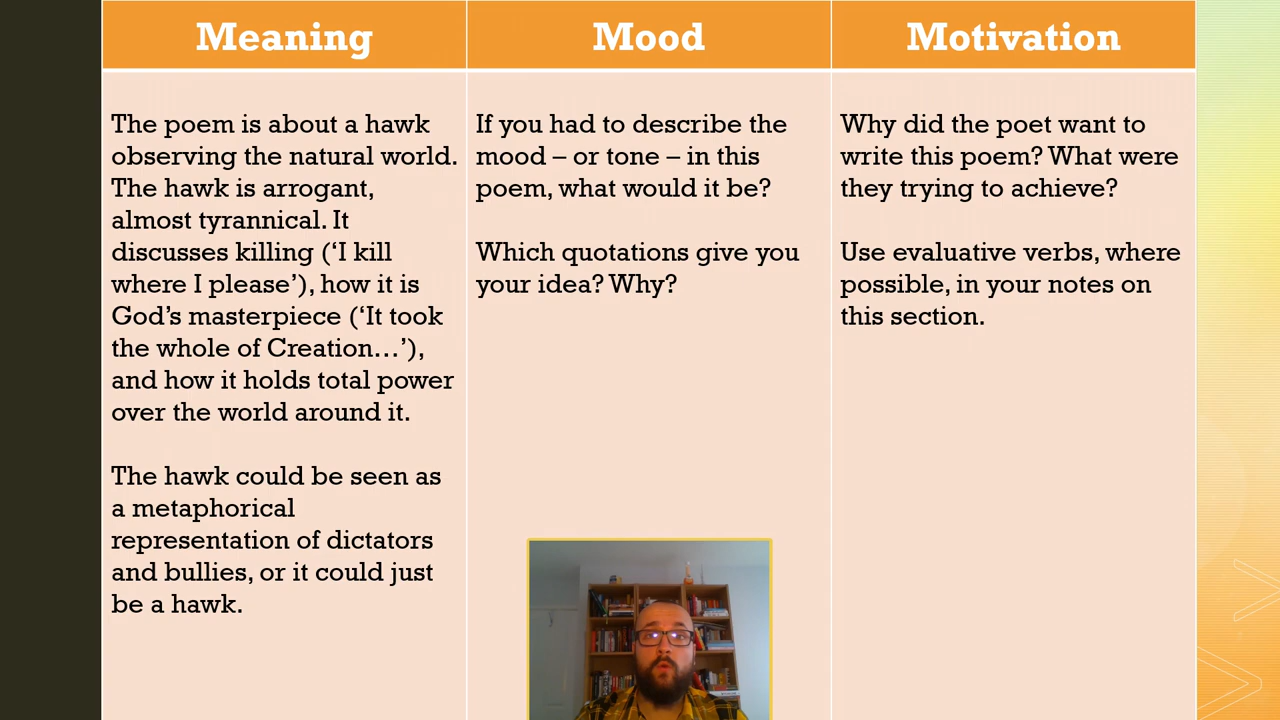 Meaning
Mood
Motivation
The poem is about a hawk
observing the natural world.
The hawk is arrogant,
almost tyrannical. It
discusses killing (‘I kill
where I please’), how it is
God’s masterpiece (‘It took
the whole of Creation…’),
and how it holds total power
over the world around it.
The hawk could be seen as
a metaphorical
representation of dictators
and bullies, or it could just
be a hawk.
If you had to describe the
mood – or tone – in this
poem, what would it be?
Which quotations give you
your idea? Why?
Why did the poet want to
write this poem? What were
they trying to achieve?
Use evaluative verbs, where
possible, in your notes on
this section.